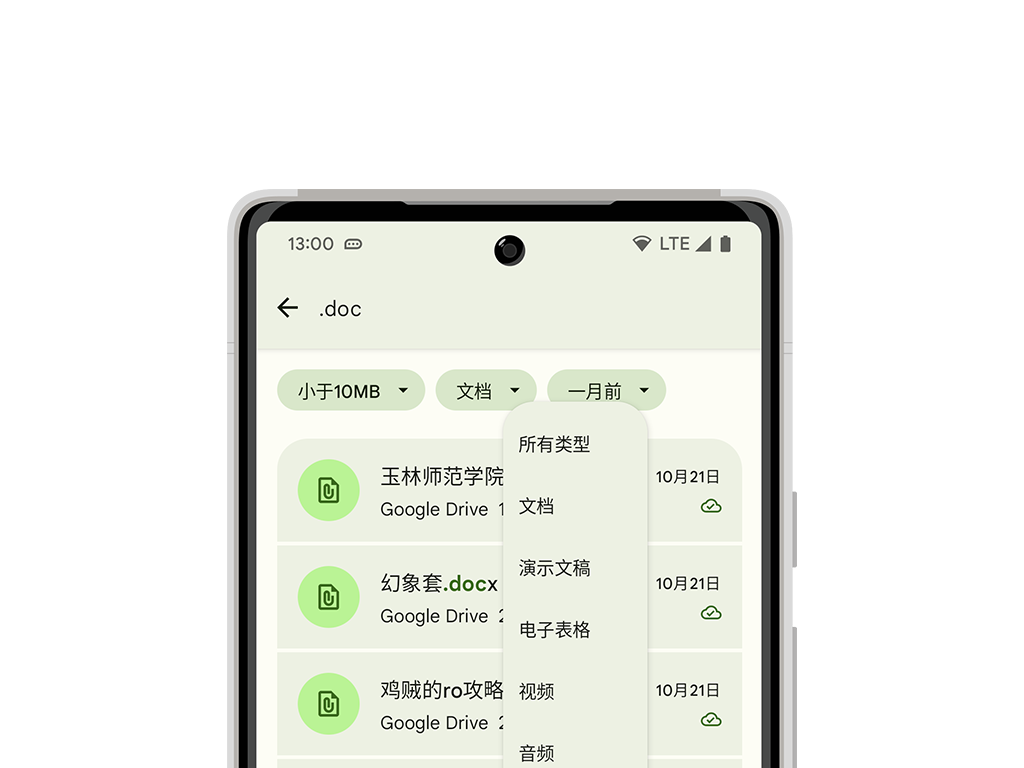 13:00
LTE
.doc
小于10MB
文档
一月前
所有类型
文档
演示文稿
电子表格
视频
音频
玉林师范学院
10月21日
Google Drive
幻象套.docx
10月21日
Google Drive
鸡贼的ro攻略
10月21日
Google Drive